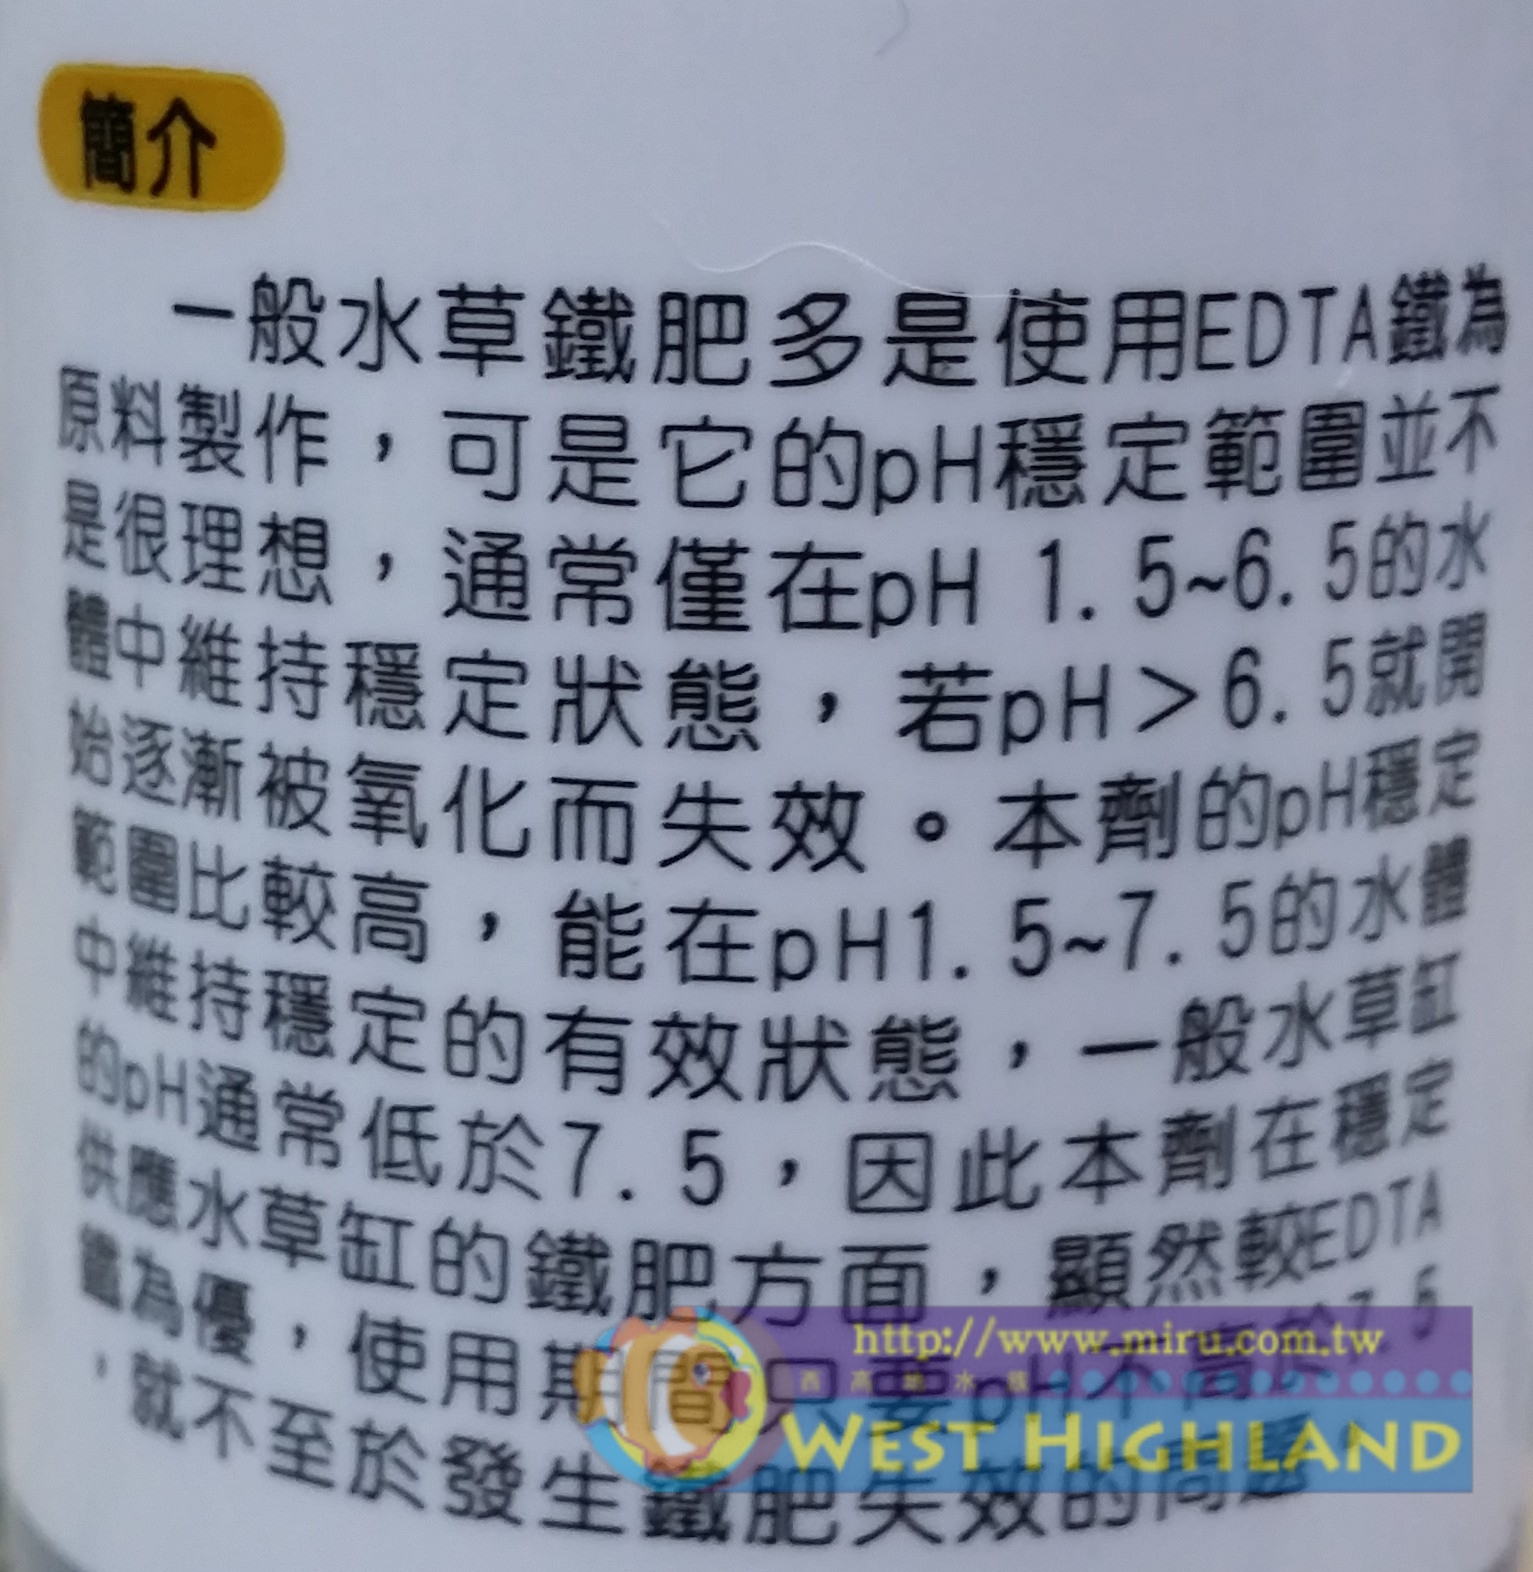 簡介
一般水草鐵肥多是使用EDTA鐵為
原料製作，可是它的pH穩定範圍並不
是很理想，通常僅在pH 1.5~6.5的水
體中維持穩定狀態，若pH＞6.5就開
始逐漸被氧化而失效。本劑的pH穩定
範圍比較高，能在pH1.5~7.5的水體
中維持穩定的有效狀態，一般水草缸
的pH通常低於7.5，因此本劑在穩定
供應水草缸的鐵肥方面，顯然較EDTA
鐵為優，使用期間只要pH不高於7.5
，就不至於發生鐵肥失效的問題。
http://www.miru.com.tw
西高地水族
WEST HIGHLAND